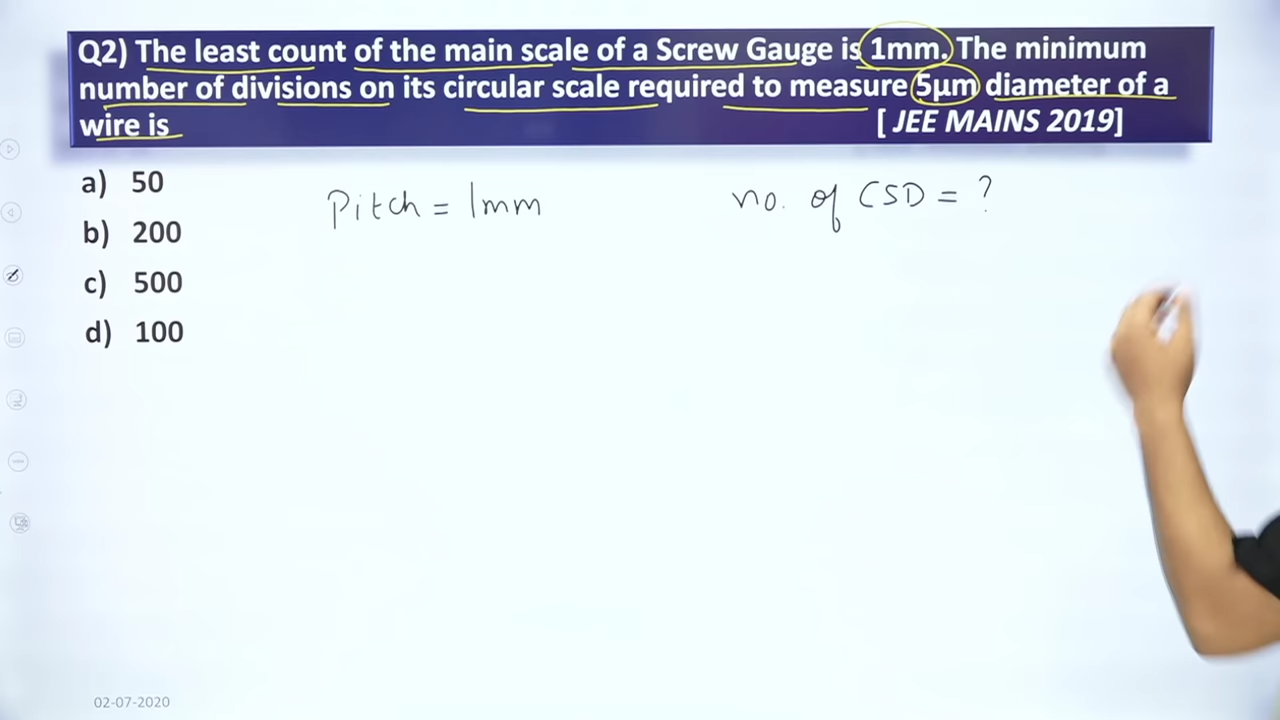 Q2) The least count of the main scale of a Screw Gauge is 1mm. The minimum
number of divisions on its circular scale required to measure 5μm diameter of a
wire is [ JEE MAINS 2019]
a) 50
b) 200
c) 500
d) 100
Pitch = 1mm
no. of CSD = ?
02-07-2020